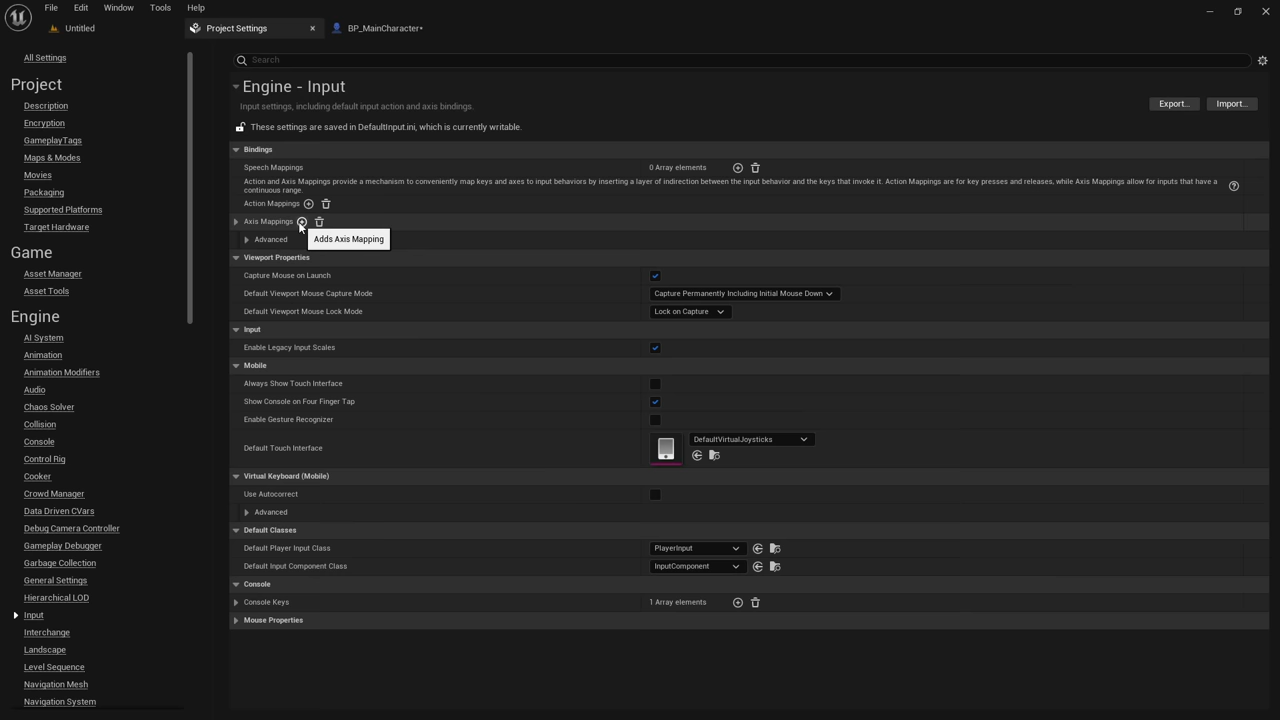 File Edit Window Tools Help
Untitled
Project Settings
BP_MainCharacter*
All Settings
Project
Description
Encryption
GameplayTags
Maps & Modes
Movies
Packaging
Supported Platforms
Target Hardware
Game
Asset Manager
Asset Tools
Engine
AI System
Animation
Animation Modifiers
Audio
Chaos Solver
Collision
Console
Control Rig
Cooker
Crowd Manager
Data Driven CVars
Debug Camera Controller
Gameplay Debugger
Garbage Collection
General Settings
Hierarchical LOD
Input
Interchange
Landscape
Level Sequence
Navigation Mesh
Navigation System
Search
Engine - Input
Input settings, including default input action and axis bindings.
Export...
Import...
These settings are saved in DefaultInput.ini, which is currently writable.
Bindings
Speech Mappings 0 Array elements
Action and Axis Mappings provide a mechanism to conveniently map keys and axes to input behaviors by inserting a layer of indirection between the input behavior and the keys that invoke it. Action Mappings are for key presses and releases, while Axis Mappings allow for inputs that have a
continuous range.
Action Mappings
Axis Mappings
Adds Axis Mapping
Advanced
Viewport Properties
Capture Mouse on Launch
Default Viewport Mouse Capture Mode Capture Permanently Including Initial Mouse Down
Default Viewport Mouse Lock Mode Lock on Capture
Input
Enable Legacy Input Scales
Mobile
Always Show Touch Interface
Show Console on Four Finger Tap
Enable Gesture Recognizer
Default Touch Interface DefaultVirtualJoysticks
Virtual Keyboard (Mobile)
Use Autocorrect
Advanced
Default Classes
Default Player Input Class PlayerInput
Default Input Component Class InputComponent
Console
Console Keys 1 Array elements
Mouse Properties